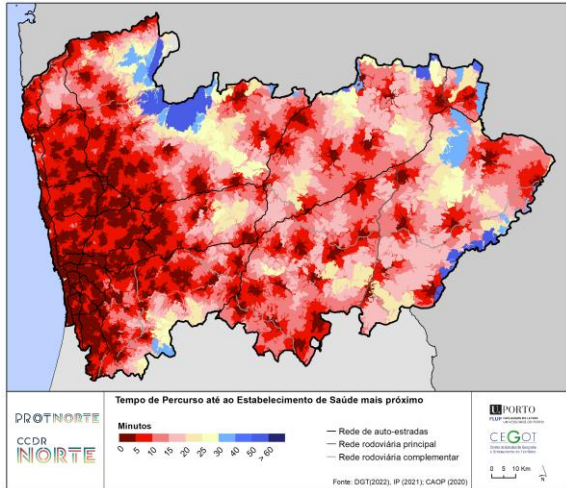 PROTNORTE
CCDR
NORTE
Tempo de Percurso até ao Estabelecimento de Saúde mais próximo
Minutos
0 5 10 15 20 25 30 40 50 > 60
Rede de auto-estradas
Rede rodoviária principal
Rede rodoviária complementar
Fonte: DGT(2022), IP (2021); CAOP (2020)
U.PORTO
FLUP
CEGOT
0 5 10 Km
N